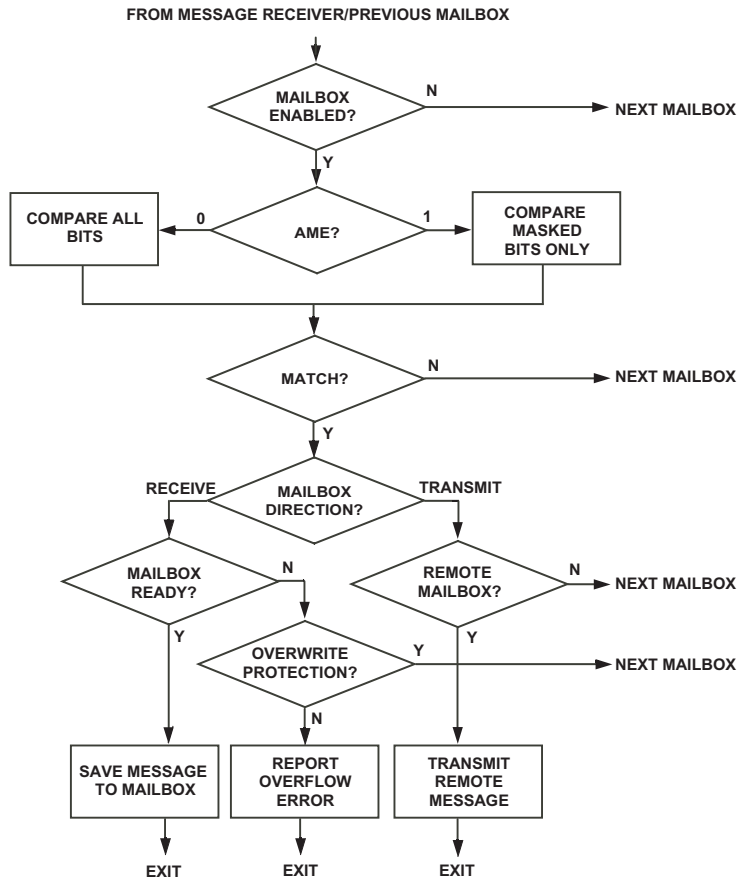 FROM MESSAGE RECEIVER/PREVIOUS MAILBOX
MAILBOX
ENABLED?
N
NEXT MAILBOX
Y
COMPARE ALL
BITS
0
AME?
1
COMPARE
MASKED
BITS ONLY
MATCH?
N
NEXT MAILBOX
Y
RECEIVE
MAILBOX
DIRECTION?
TRANSMIT
MAILBOX
READY?
N
REMOTE
MAILBOX?
N
NEXT MAILBOX
Y
OVERWRITE
PROTECTION?
Y
Y
NEXT MAILBOX
N
SAVE MESSAGE
TO MAILBOX
REPORT
OVERFLOW
ERROR
TRANSMIT
REMOTE
MESSAGE
EXIT
EXIT
EXIT